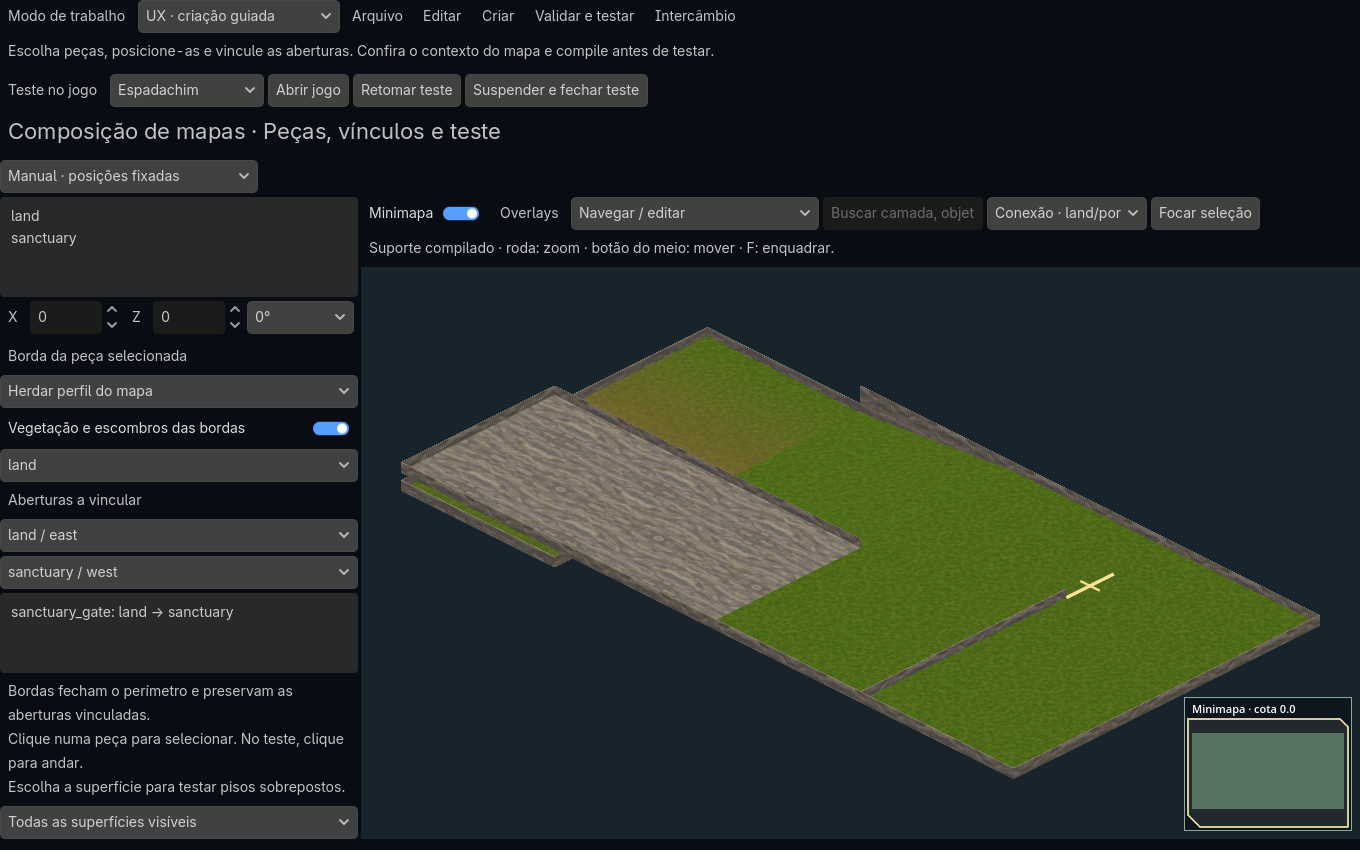 Modo de trabalho UX · criação guiada Arquivo Editar Criar Validar e testar Intercâmbio
Escolha peças, posicione-as e vincule as aberturas. Confira o contexto do mapa e compile antes de testar.
Teste no jogo Espadachim Abrir jogo Retomar teste Suspender e fechar teste
Composição de mapas · Peças, vínculos e teste
Manual · posições fixadas
land
sanctuary
X 0 Z 0 0°
Borda da peça selecionada
Herdar perfil do mapa
Vegetação e escombros das bordas
land
Aberturas a vincular
land / east
sanctuary / west
sanctuary_gate: land → sanctuary
Bordas fecham o perímetro e preservam as
aberturas vinculadas.
Clique numa peça para selecionar. No teste, clique
para andar.
Escolha a superfície para testar pisos sobrepostos.
Todas as superfícies visíveis
Minimapa Overlays Navegar / editar Buscar camada, objet Conexão · land/por Focar seleção
Suporte compilado · roda: zoom · botão do meio: mover · F: enquadrar.
Minimapa · cota 0.0